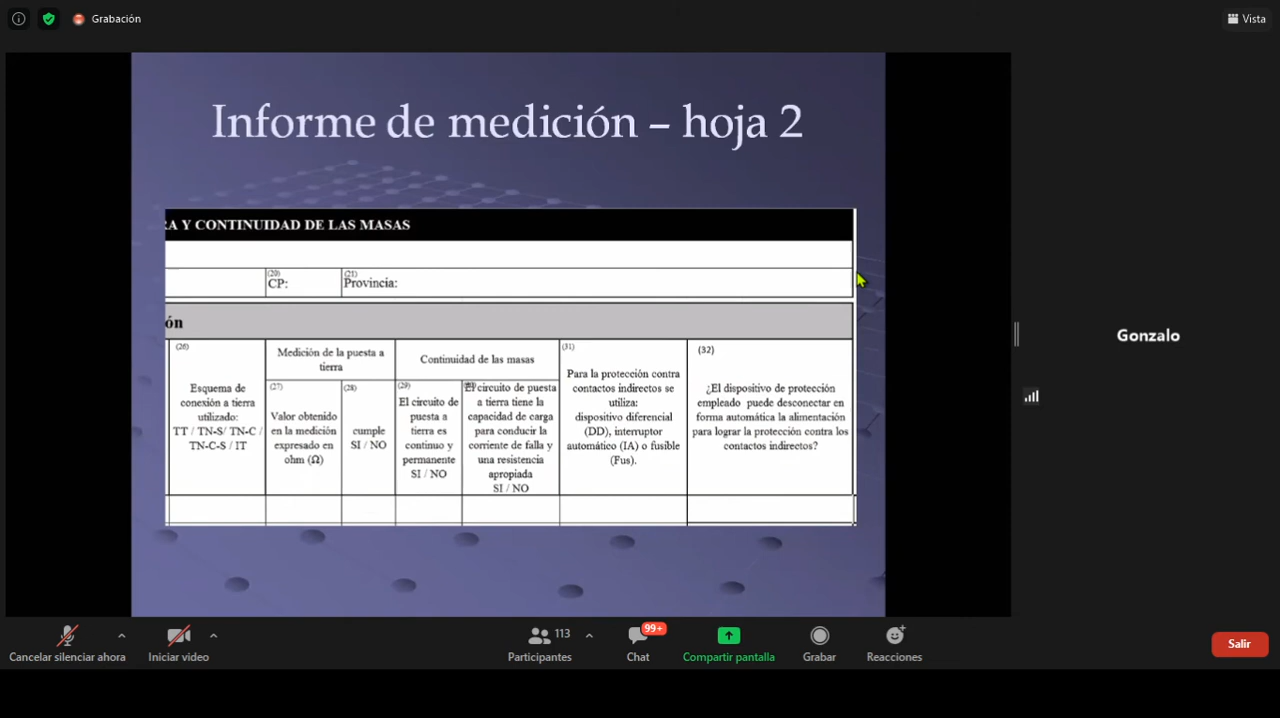 Grabación
Vista
Informe de medición – hoja 2
RA Y CONTINUIDAD DE LAS MASAS
(20)
CP:
(21)
Provincia:
ón
(26)
Esquema de
conexión a tierra
utilizado:
TT / TN-S/ TN-C /
TN-C-S / IT
Medición de la puesta a
tierra
(27)
Valor obtenido
en la medición
expresado en
ohm (Ω)
(28)
cumple
SI / NO
Continuidad de las masas
(29)
El circuito de
puesta a
tierra es
continuo y
permanente
SI / NO
El circuito de puesta
a tierra tiene la
capacidad de carga
para conducir la
corriente de falla y
una resistencia
apropiada
SI / NO
(31)
Para la protección contra
contactos indirectos se
utiliza:
dispositivo diferencial
(DD), interruptor
automático (IA) o fusible
(Fus).
(32)
¿El dispositivo de protección
empleado puede desconectar en
forma automática la alimentación
para lograr la protección contra los
contactos indirectos?
Gonzalo
Cancelar silenciar ahora
Iniciar video
113
Participantes
99+
Chat
Compartir pantalla
Grabar
Reacciones
Salir